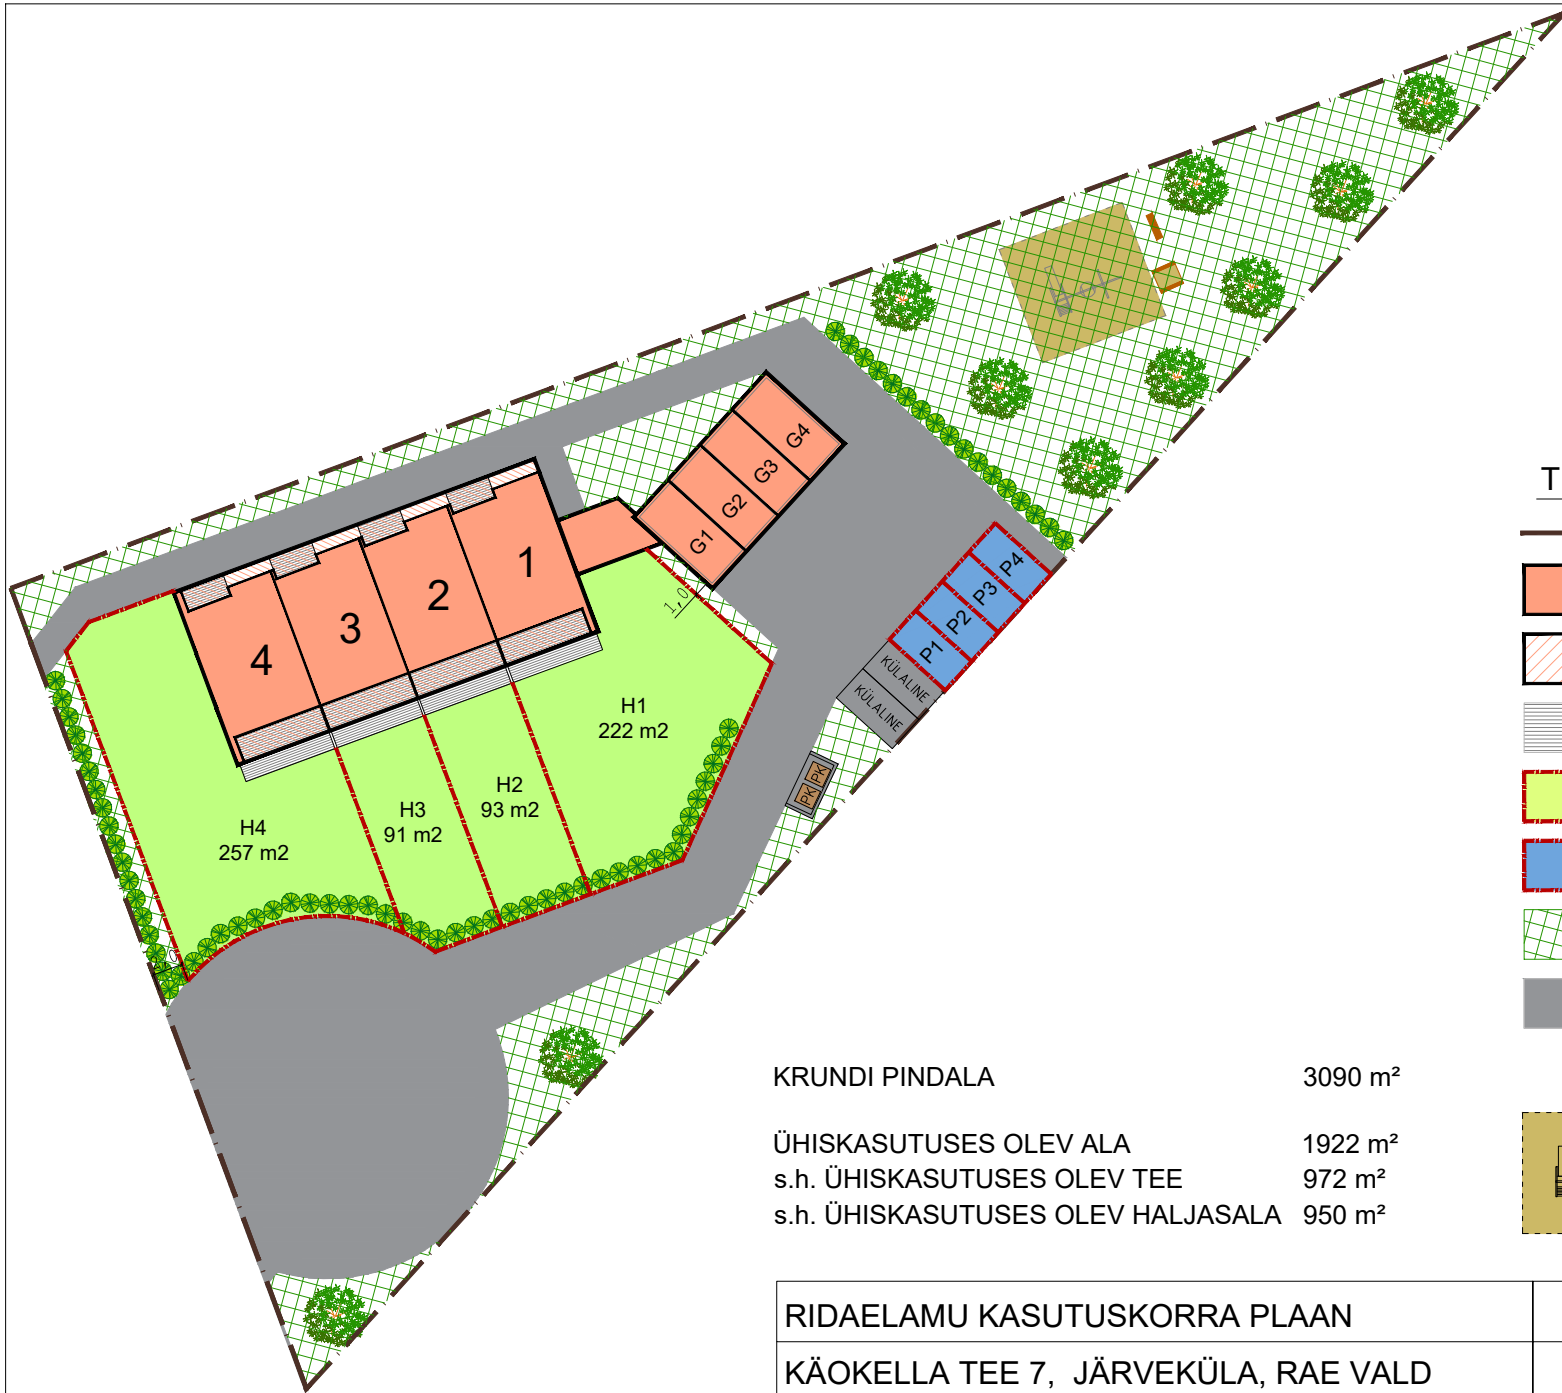 G4
G3
G2
G1
1
2
3
4
1,0
P4
P3
P2
P1
KÜLALINE
KÜLALINE
PK
PK
H1
222 m2
H2
93 m2
H3
91 m2
H4
257 m2
T
KRUNDI PINDALA 3090 m²
ÜHISKASUTUSES OLEV ALA 1922 m²
s.h. ÜHISKASUTUSES OLEV TEE 972 m²
s.h. ÜHISKASUTUSES OLEV HALJASALA 950 m²
RIDAELAMU KASUTUSKORRA PLAAN
KÄOKELLA TEE 7, JÄRVEKÜLA, RAE VALD